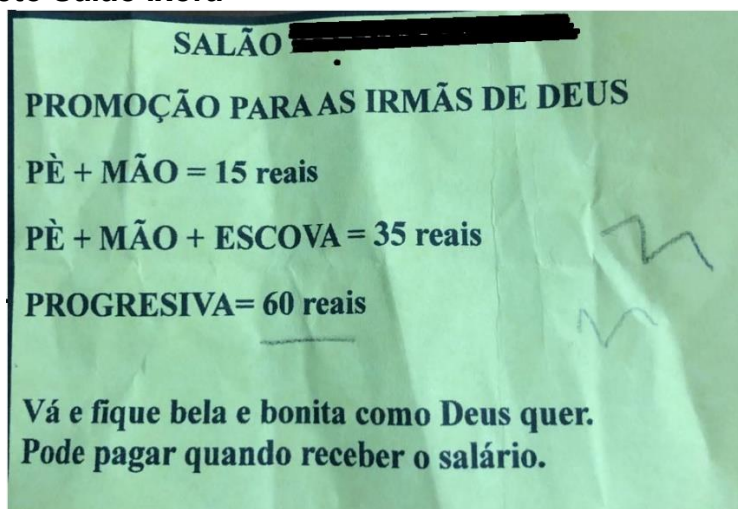 SALÃO
PROMOÇÃO PARA AS IRMÃS DE DEUS
PÈ + MÃO = 15 reais
PÈ + MÃO + ESCOVA = 35 reais
PROGRESIVA= 60 reais
Vá e fique bela e bonita como Deus quer.
Pode pagar quando receber o salário.